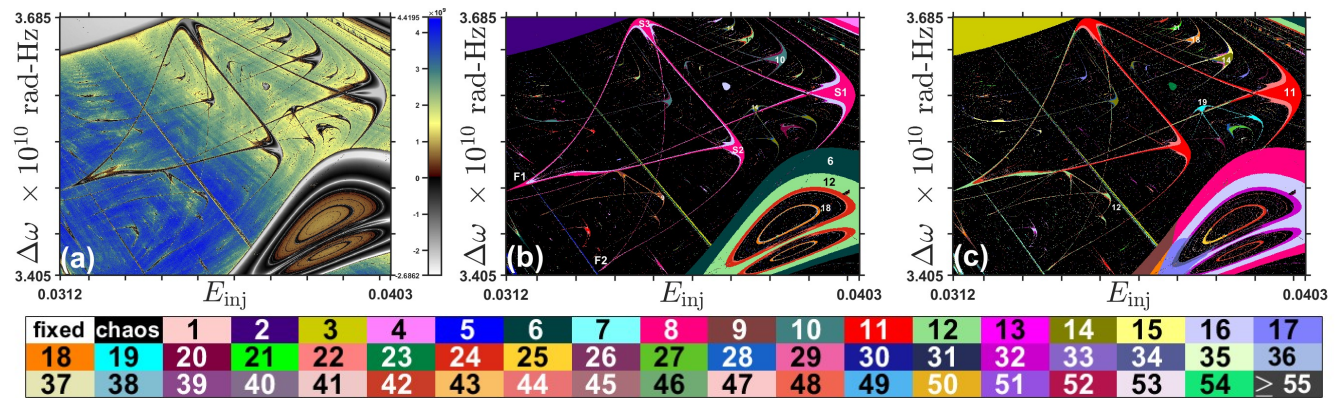 3.685
Δω × 10¹⁰ rad-Hz
3.405
(a)
0.0312
E_inj
0.0403
4.4195
×10⁹
4
3
2
1
0
-1
-2
-2.6862
3.685
Δω × 10¹⁰ rad-Hz
3.405
(b)
S3
10
S1
S2
F1
6
12
18
F2
0.0312
E_inj
0.0403
3.685
Δω × 10¹⁰ rad-Hz
3.405
(c)
18
14
11
19
12
0.0312
E_inj
0.0403
fixed chaos 1 2 3 4 5 6 7 8 9 10 11 12 13 14 15 16 17
18 19 20 21 22 23 24 25 26 27 28 29 30 31 32 33 34 35 36
37 38 39 40 41 42 43 44 45 46 47 48 49 50 51 52 53 54 ≥ 55